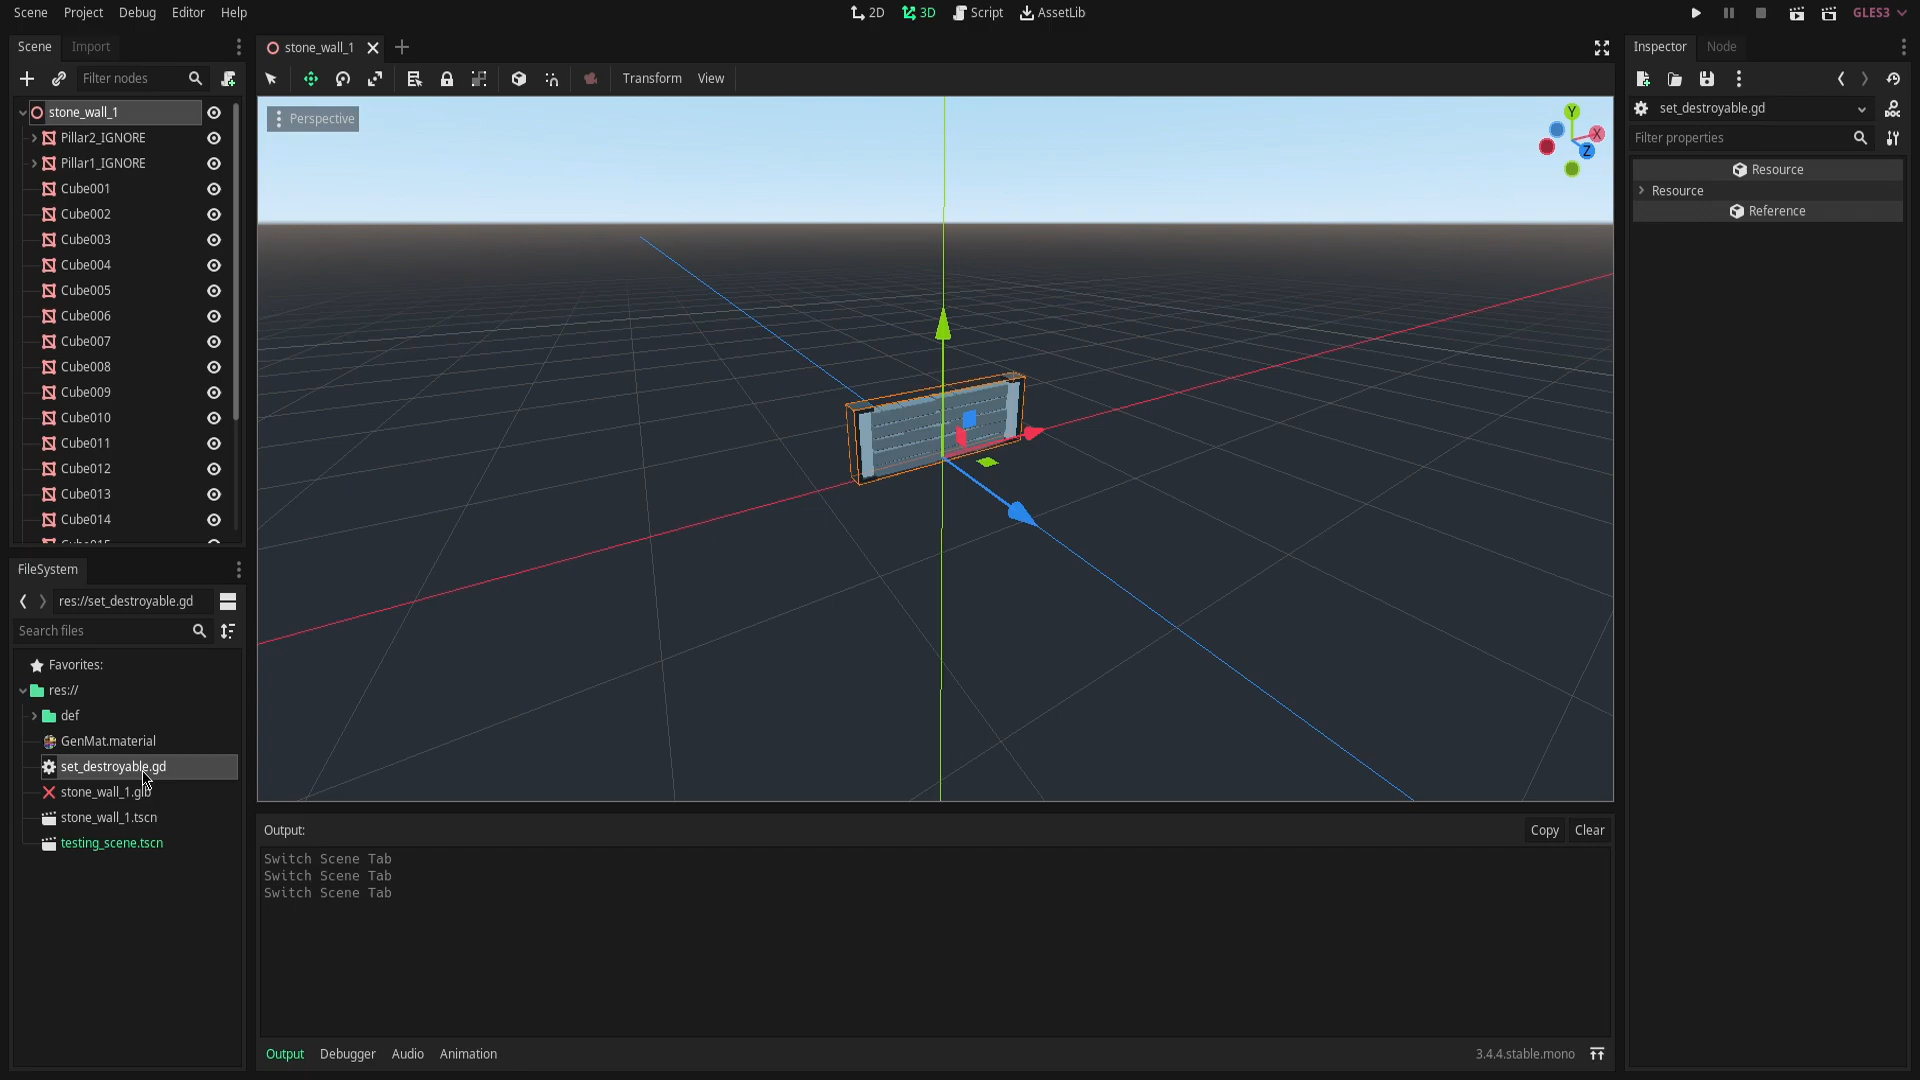 Scene Project Debug Editor Help
2D 3D Script AssetLib
GLES3
Scene Import
stone_wall_1
Inspector Node
Filter nodes
Transform View
set_destroyable.gd
Filter properties
Resource
Resource
Reference
Perspective
Y
X
Z
stone_wall_1
Pillar2_IGNORE
Pillar1_IGNORE
Cube001
Cube002
Cube003
Cube004
Cube005
Cube006
Cube007
Cube008
Cube009
Cube010
Cube011
Cube012
Cube013
Cube014
Cube015
FileSystem
res://set_destroyable.gd
Search files
Favorites:
res://
def
GenMat.material
set_destroyable.gd
stone_wall_1.glb
stone_wall_1.tscn
testing_scene.tscn
Output:
Copy Clear
Switch Scene Tab
Switch Scene Tab
Switch Scene Tab
Output Debugger Audio Animation
3.4.4.stable.mono